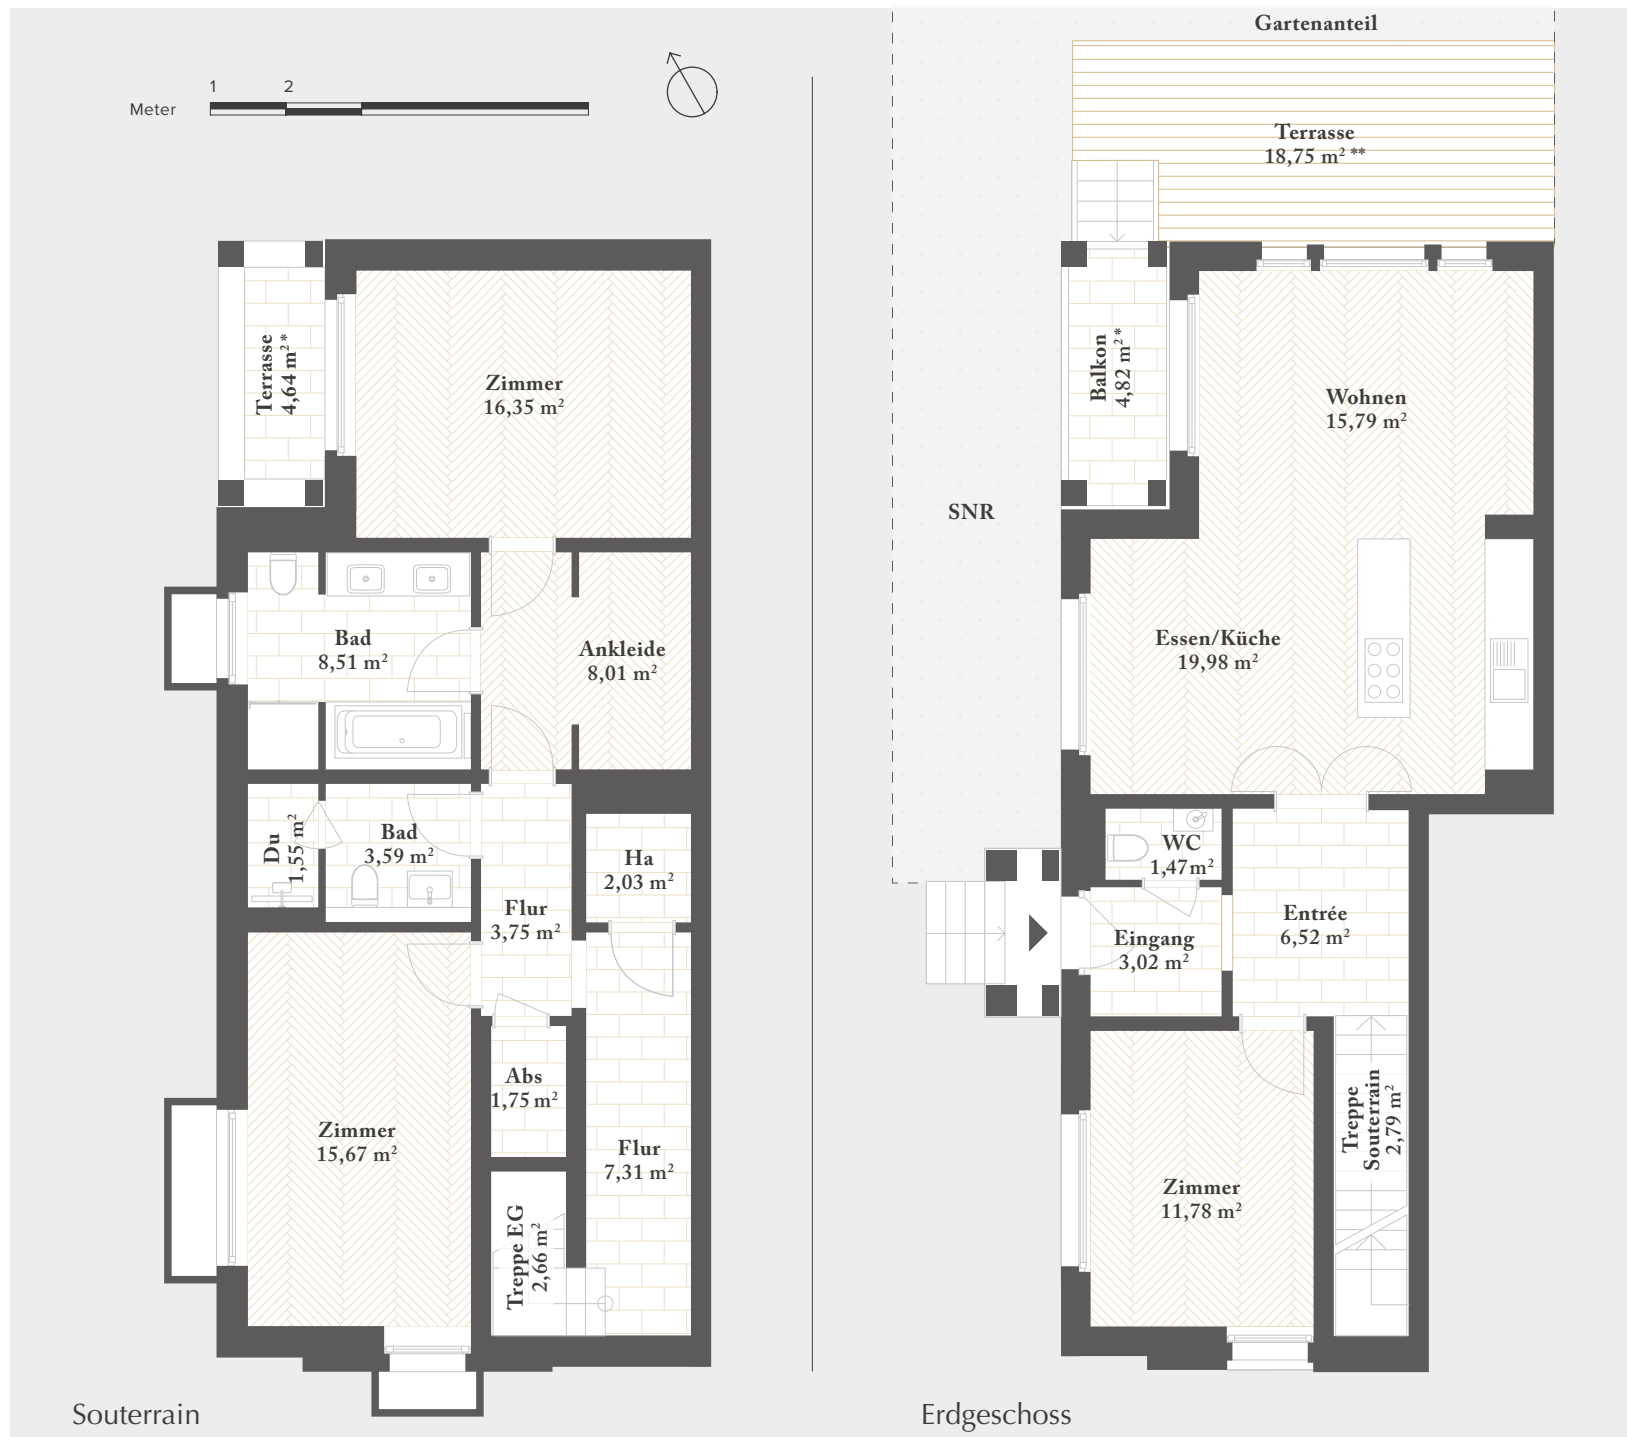 Meter
1 2
Terrasse
4,64 m² *
Zimmer
16,35 m²
Bad
8,51 m²
Ankleide
8,01 m²
Du
1,55 m²
Bad
3,59 m²
Flur
3,75 m²
Ha
2,03 m²
Abs
1,75 m²
Zimmer
15,67 m²
Flur
7,31 m²
Treppe EG
2,66 m²
Souterrain
Gartenanteil
Terrasse
18,75 m² **
Balkon
4,82 m² *
Wohnen
15,79 m²
SNR
Essen/Küche
19,98 m²
WC
1,47m²
Eingang
3,02 m²
Entrée
6,52 m²
Treppe
Souterrain
2,79 m²
Zimmer
11,78 m²
Erdgeschoss